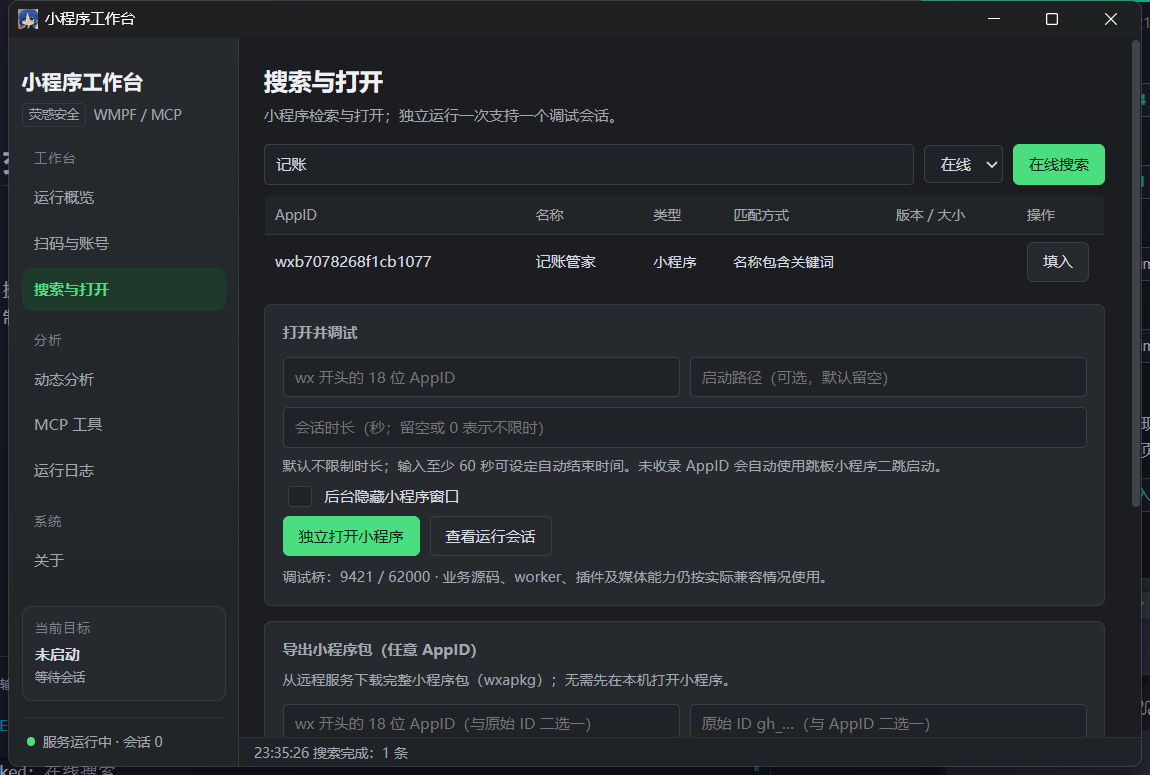 小程序工作台
小程序工作台
荧惑安全 WMPF / MCP
工作台
运行概览
扫码与账号
搜索与打开
分析
动态分析
MCP 工具
运行日志
系统
关于
当前目标
未启动
等待会话
服务运行中 · 会话 0
搜索与打开
小程序检索与打开；独立运行一次支持一个调试会话。
记账 在线 在线搜索
AppID 名称 类型 匹配方式 版本 / 大小 操作
wxb7078268f1cb1077 记账管家 小程序 名称包含关键词 填入
打开并调试
wx 开头的 18 位 AppID 启动路径（可选，默认留空）
会话时长（秒；留空或 0 表示不限时）
默认不限制时长；输入至少 60 秒可设定自动结束时间。未收录 AppID 会自动使用跳板小程序二跳启动。
后台隐藏小程序窗口
独立打开小程序 查看运行会话
调试桥：9421 / 62000 · 业务源码、worker、插件及媒体能力仍按实际兼容情况使用。
导出小程序包（任意 AppID）
从远程服务下载完整小程序包（wxapkg）；无需先在本机打开小程序。
wx 开头的 18 位 AppID（与原始 ID 二选一） 原始 ID gh_...（与 AppID 二选一）
23:35:26 搜索完成：1 条